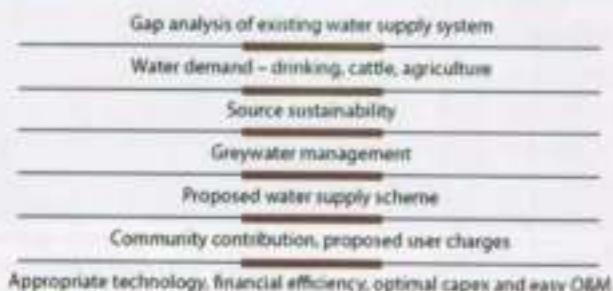 Gap analysis of existing water supply system
Water demand – drinking, cattle, agriculture
Source sustainability
Greywater management
Proposed water supply scheme
Community contribution, proposed user charges
Appropriate technology, financial efficiency, optimal capex and easy O&M